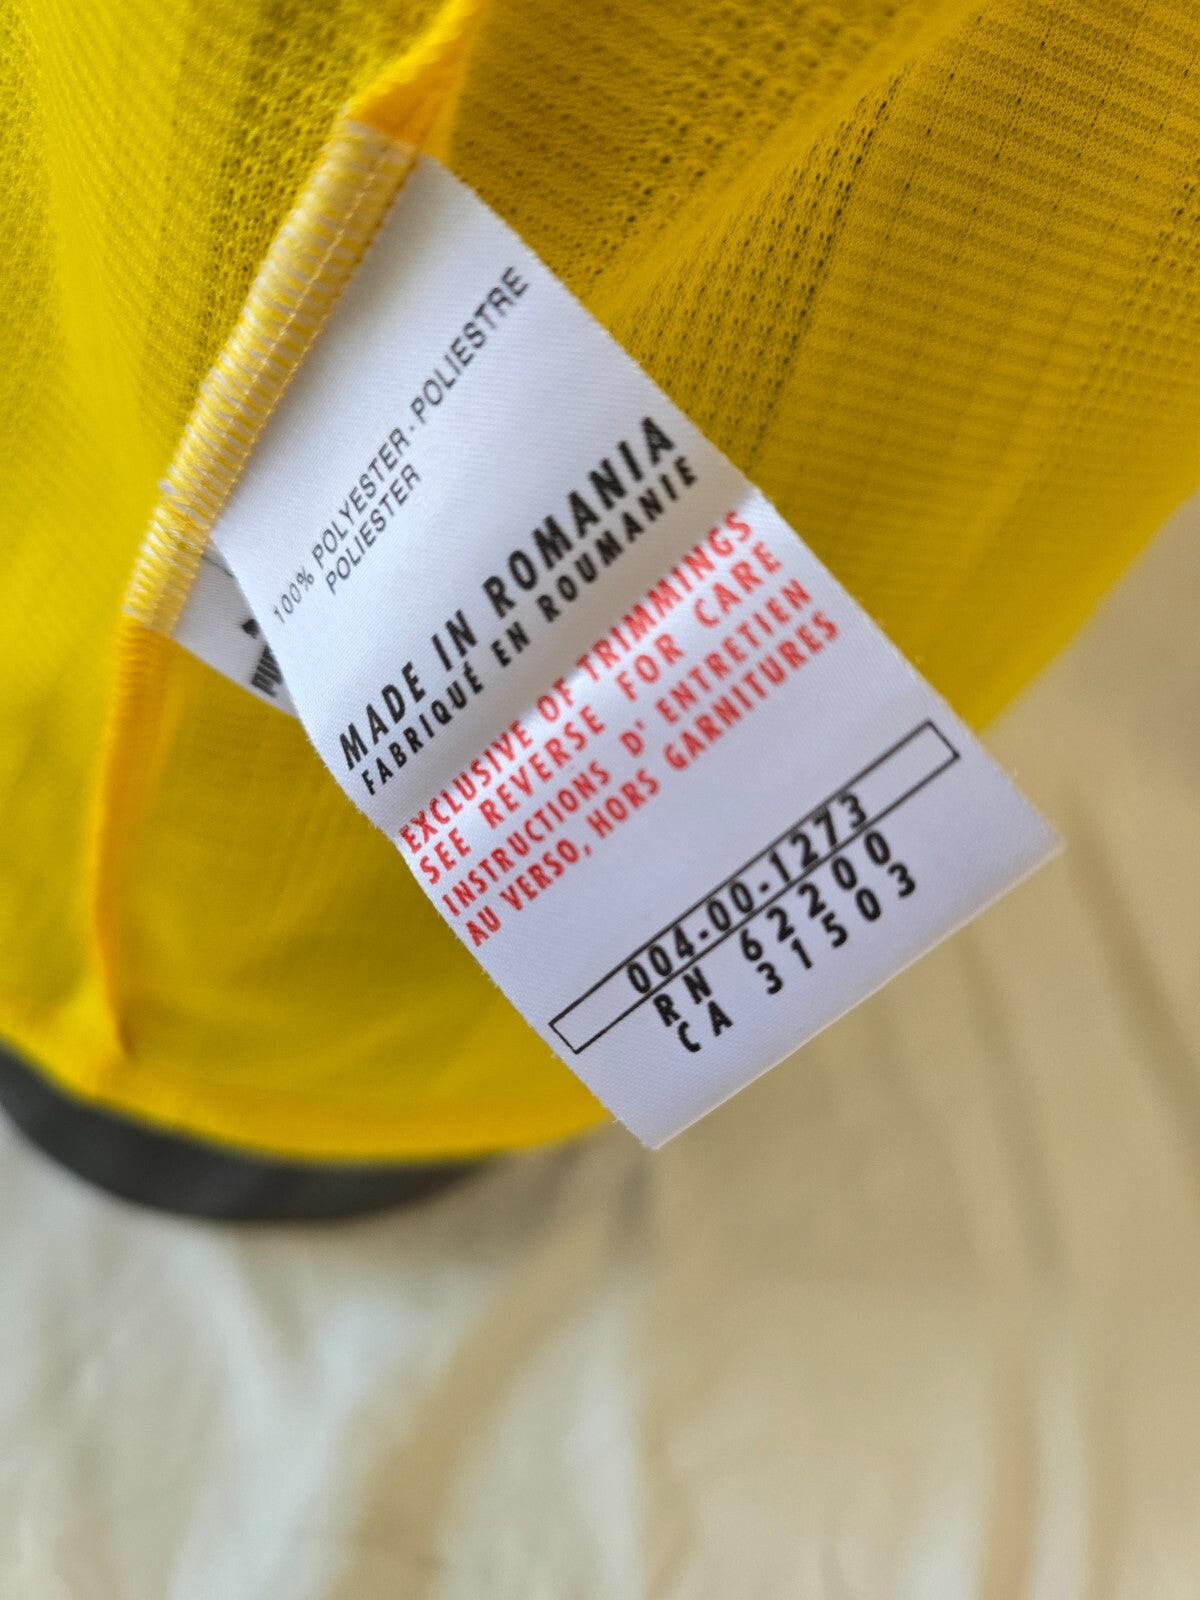 100% POLYESTER · POLIESTRE
POLIESTER
MADE IN ROMANIA
FABRIQUÉ EN ROUMANIE
EXCLUSIVE OF TRIMMINGS
SEE REVERSE FOR CARE
INSTRUCTIONS D' ENTRETIEN
AU VERSO, HORS GARNITURES
004-00-1273
RN 62200
CA 31503